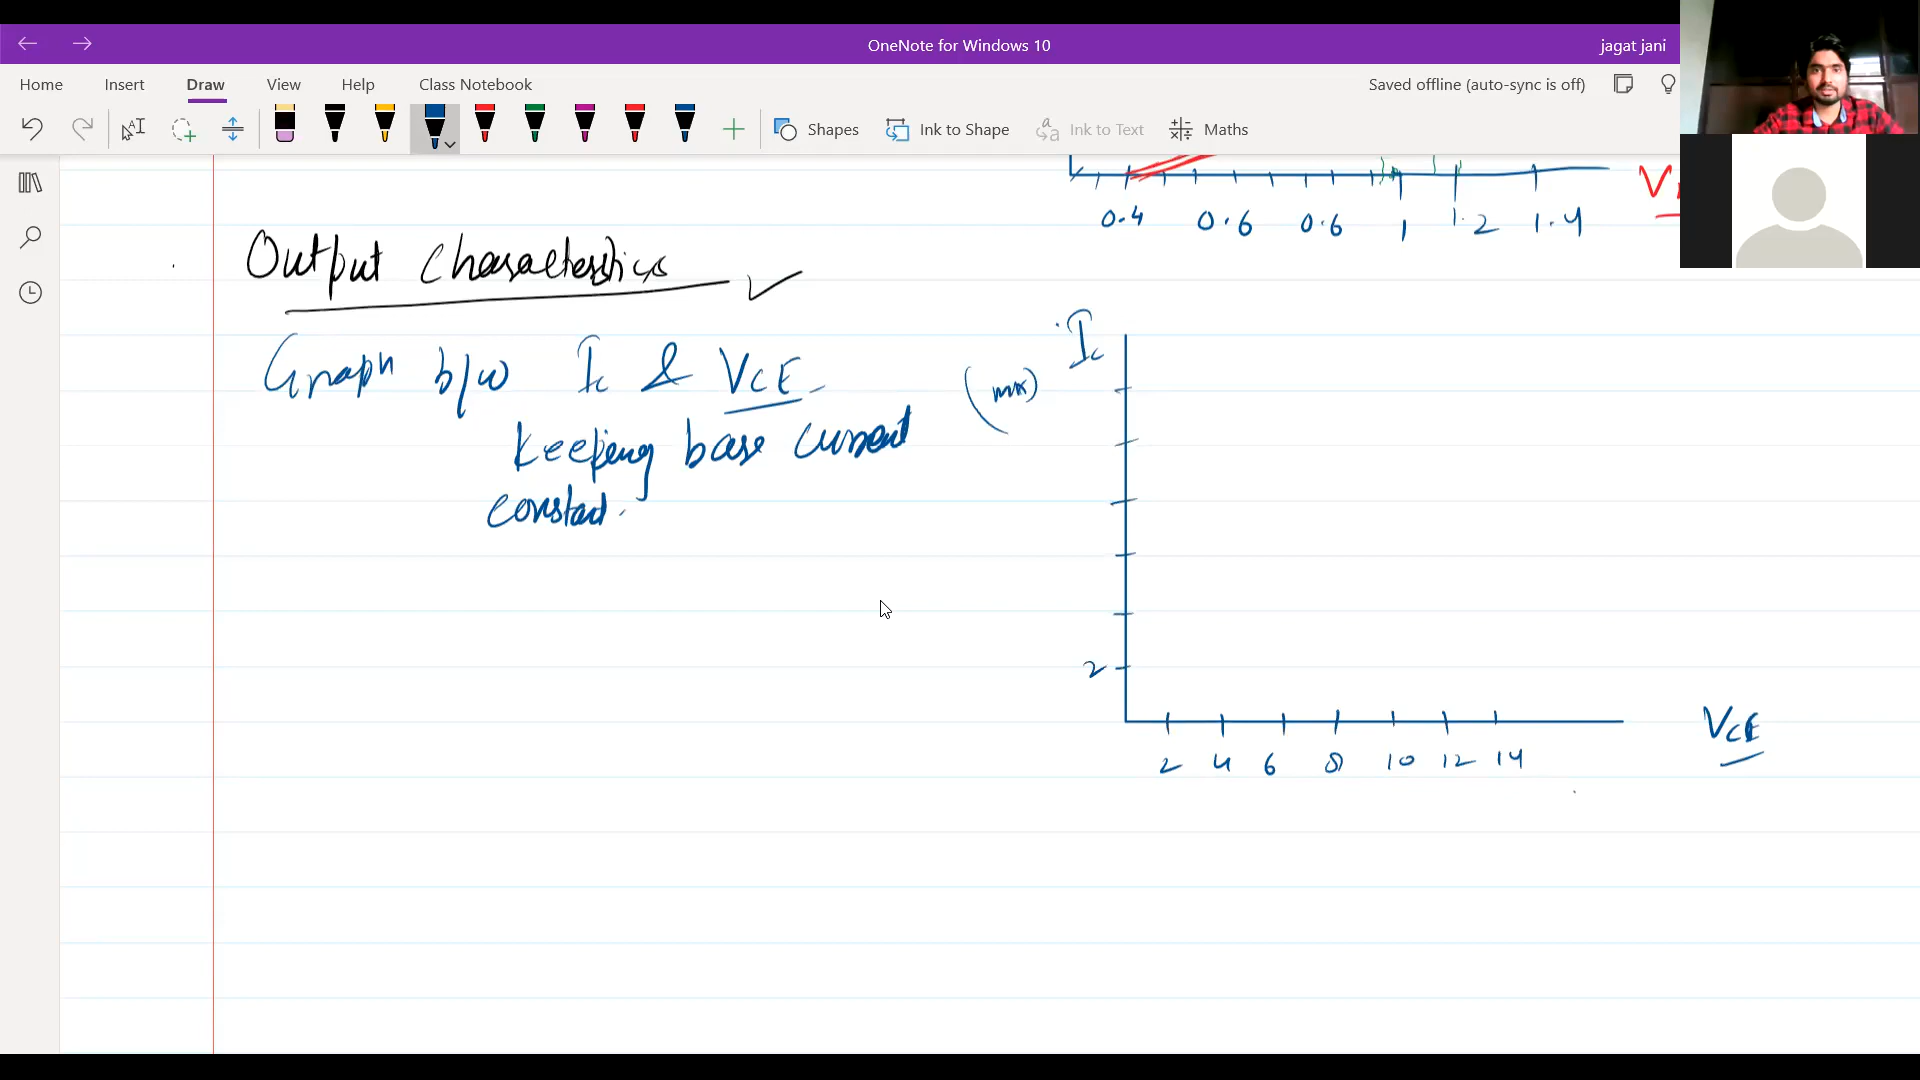 OneNote for Windows 10
jagat jani
Home Insert Draw View Help Class Notebook
Saved offline (auto-sync is off)
Shapes Ink to Shape Ink to Text Maths
0.4 0.6 0.6 1 1.2 1.4
Output Characteristics
Graph b/w Ic & VCE
keeping base current
constant.
Ic
(mA)
2
2 4 6 8 10 12 14
VCE